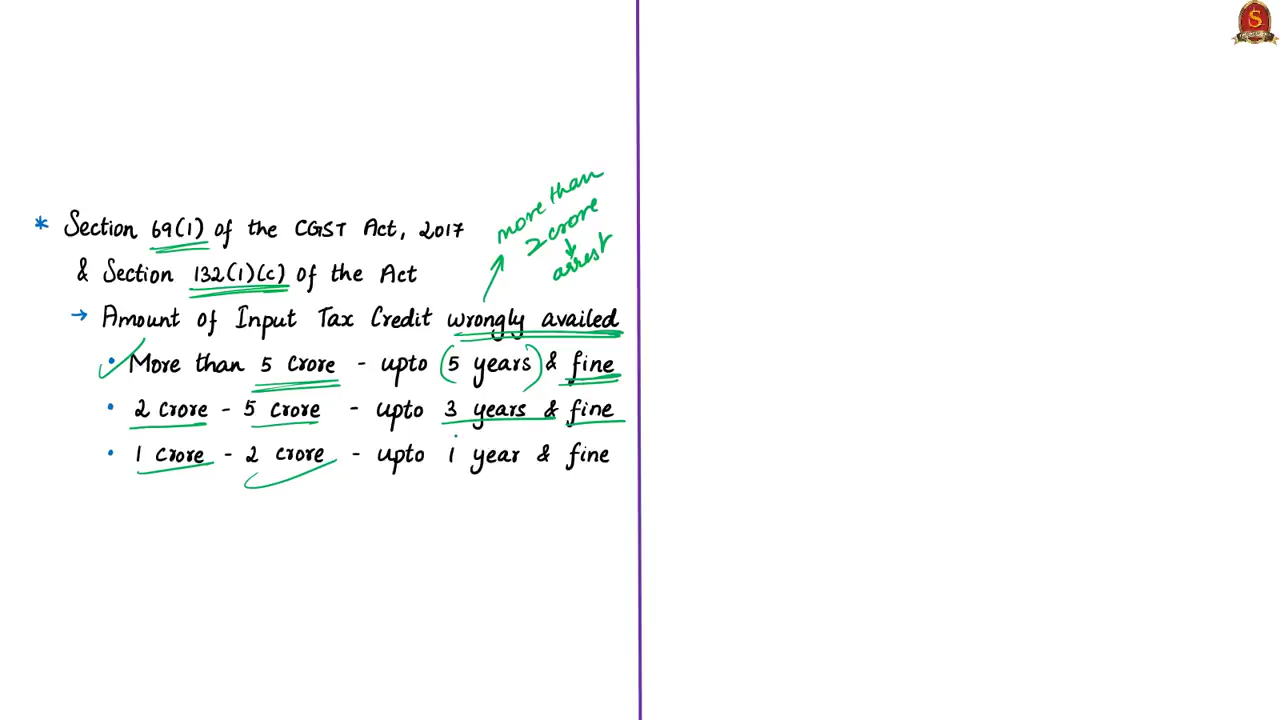 * Section 69(1) of the CGST Act, 2017
& Section 132(1)(c) of the Act
more than
2 crore
↓
arrest
→ Amount of Input Tax Credit wrongly availed
• More than 5 Crore - upto (5 years) & fine
• 2 Crore - 5 Crore - upto 3 years & fine
• 1 Crore - 2 Crore - upto 1 year & fine
S